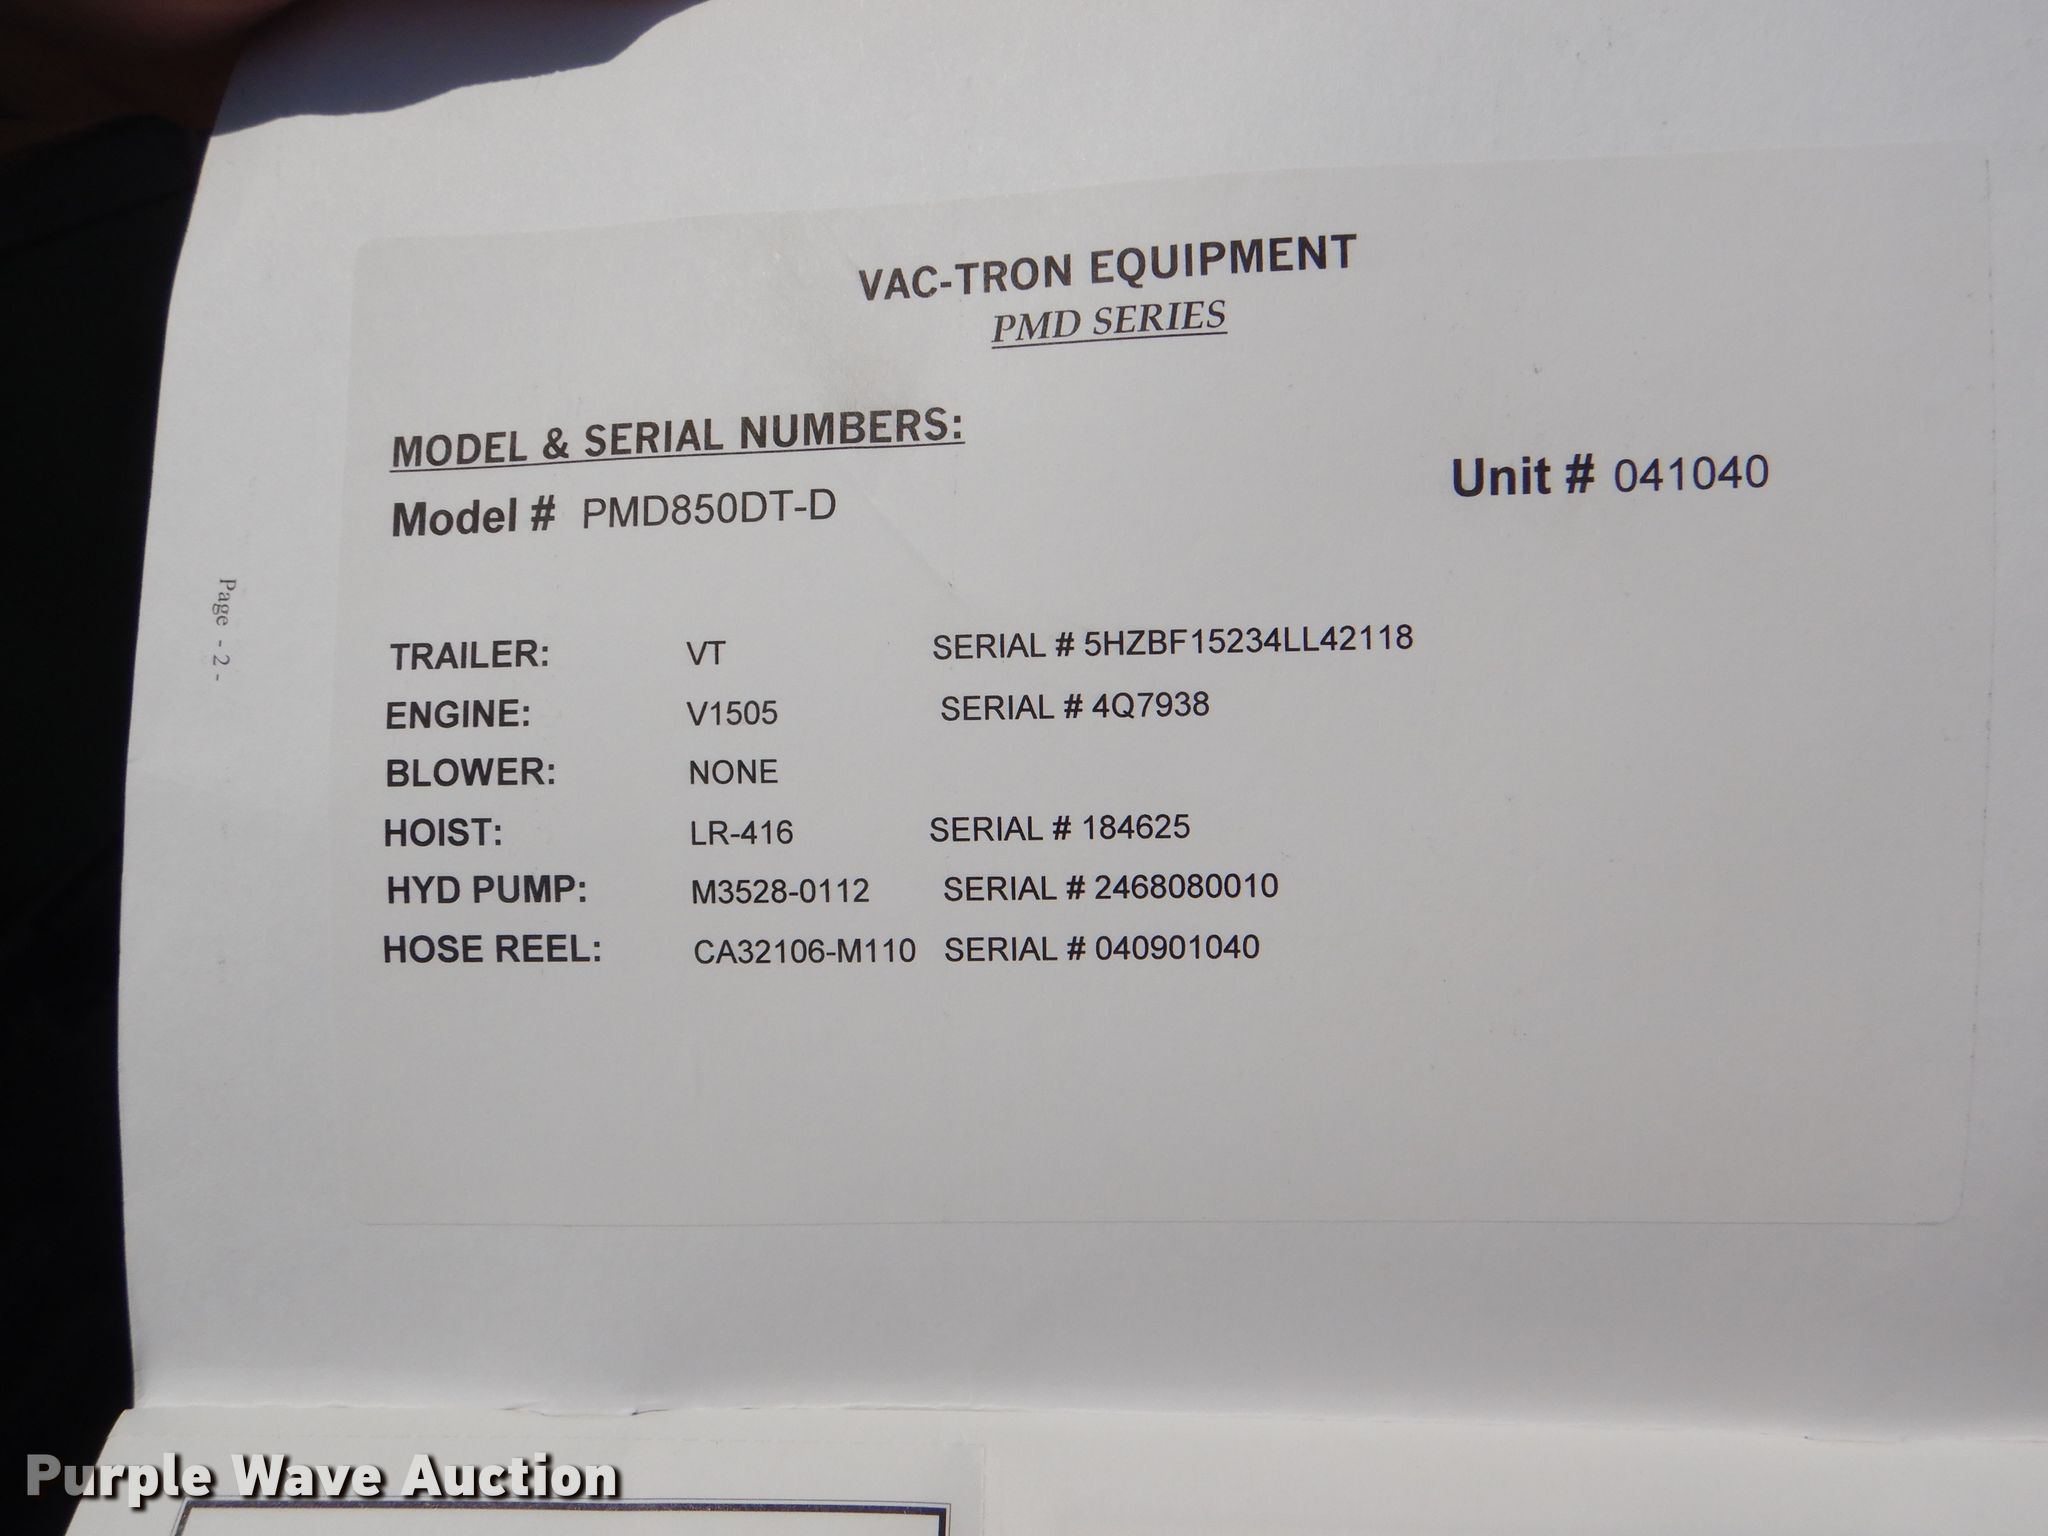 VAC-TRON EQUIPMENT
PMD SERIES
MODEL & SERIAL NUMBERS:
Model # PMD850DT-D
Unit # 041040
TRAILER: VT SERIAL # 5HZBF15234LL42118
ENGINE: V1505 SERIAL # 4Q7938
BLOWER: NONE
HOIST: LR-416 SERIAL # 184625
HYD PUMP: M3528-0112 SERIAL # 2468080010
HOSE REEL: CA32106-M110 SERIAL # 040901040
Page - 2 -
Purple Wave Auction